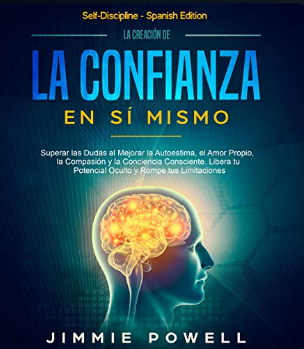 Self-Discipline - Spanish Edition
LA CREACIÓN DE
LA CONFIANZA
EN SÍ MISMO
Superar las Dudas al Mejorar la Autoestima, el Amor Propio,
la Compasión y la Conciencia Consciente. Libera tu
Potencial Oculto y Rompe tus Limitaciones
JIMMIE POWELL